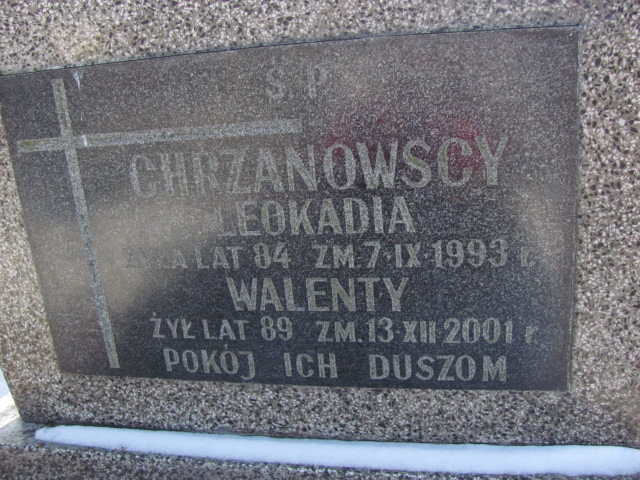 Ś P
CHRZANOWSCY
LEOKADIA
ŻYŁA LAT 84 ZM. 7·IX·1993 r.
WALENTY
ŻYŁ LAT 89 ZM. 13·XII·2001 r.
POKÓJ ICH DUSZOM